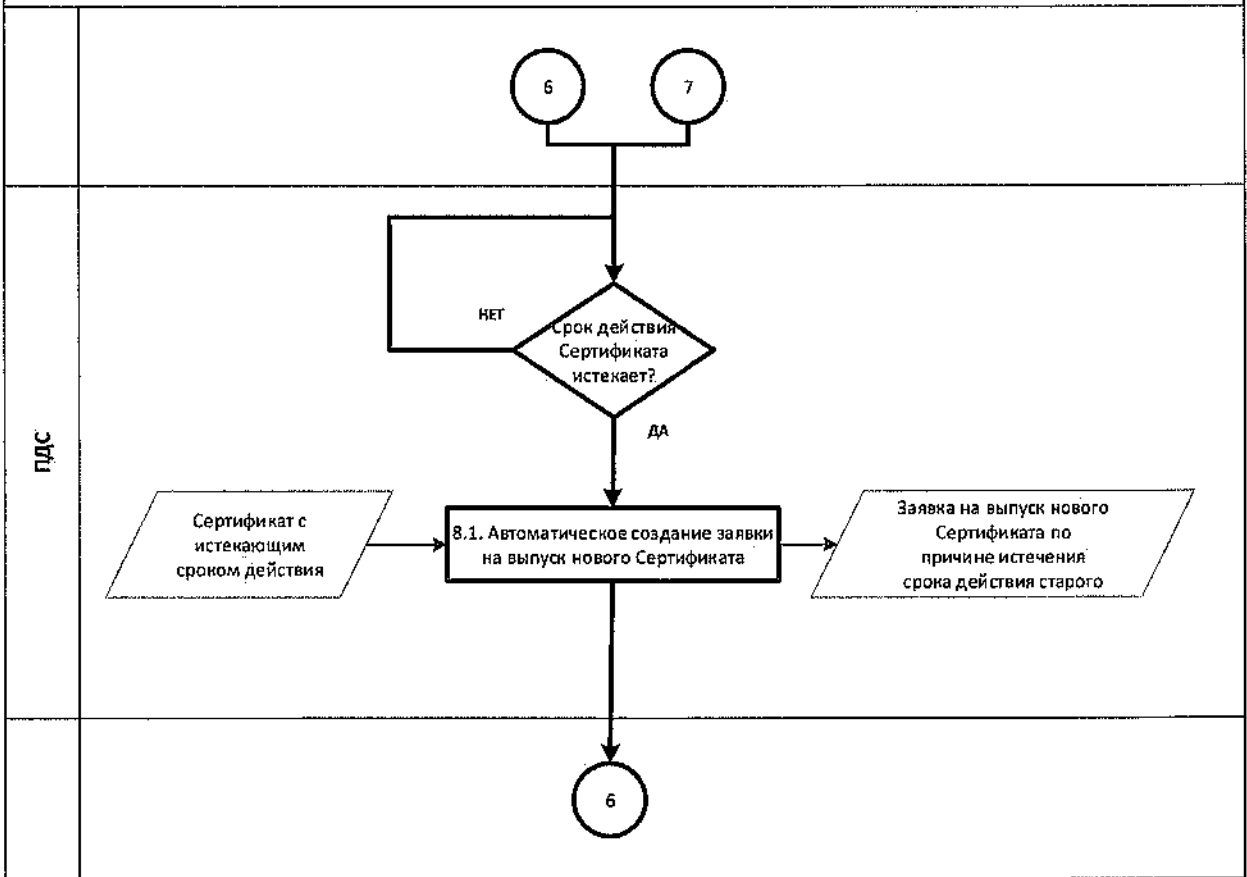 6
7
НЕТ
Срок действия
Сертификата
истекает?
ДА
ПДС
Сертификат с
истекающим
сроком действия
8.1. Автоматическое создание заявки
на выпуск нового Сертификата
Заявка на выпуск нового
Сертификата по
причине истечения
срока действия старого
6